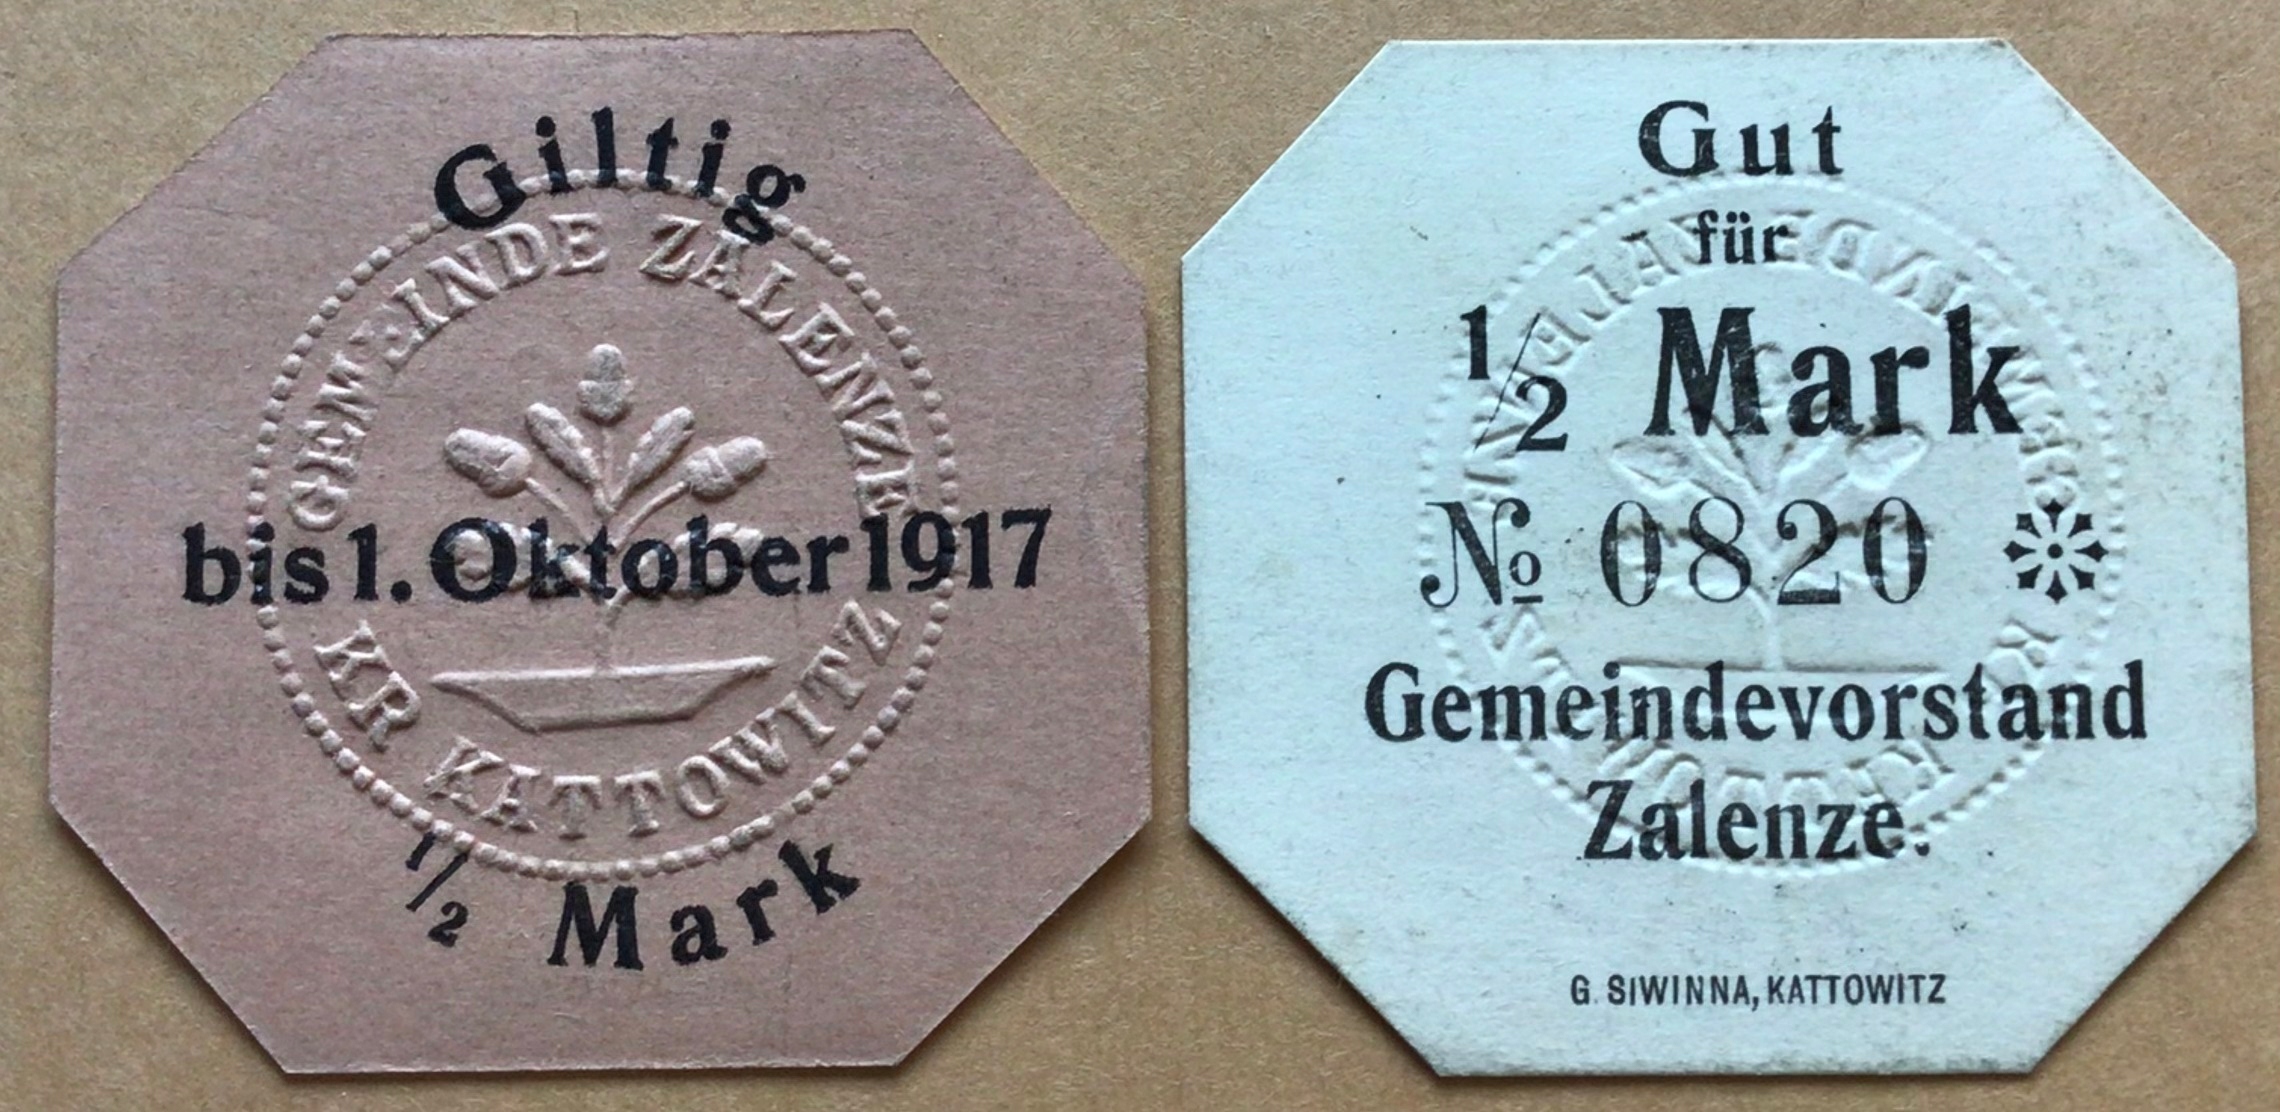 Giltig
GEMEINDE ZALENZE
bis 1. Oktober 1917
KR KATTOWITZ
1/2 Mark
Gut
für
1/2 Mark
№ 0820
Gemeindevorstand
Zalenze.
G. SIWINNA, KATTOWITZ